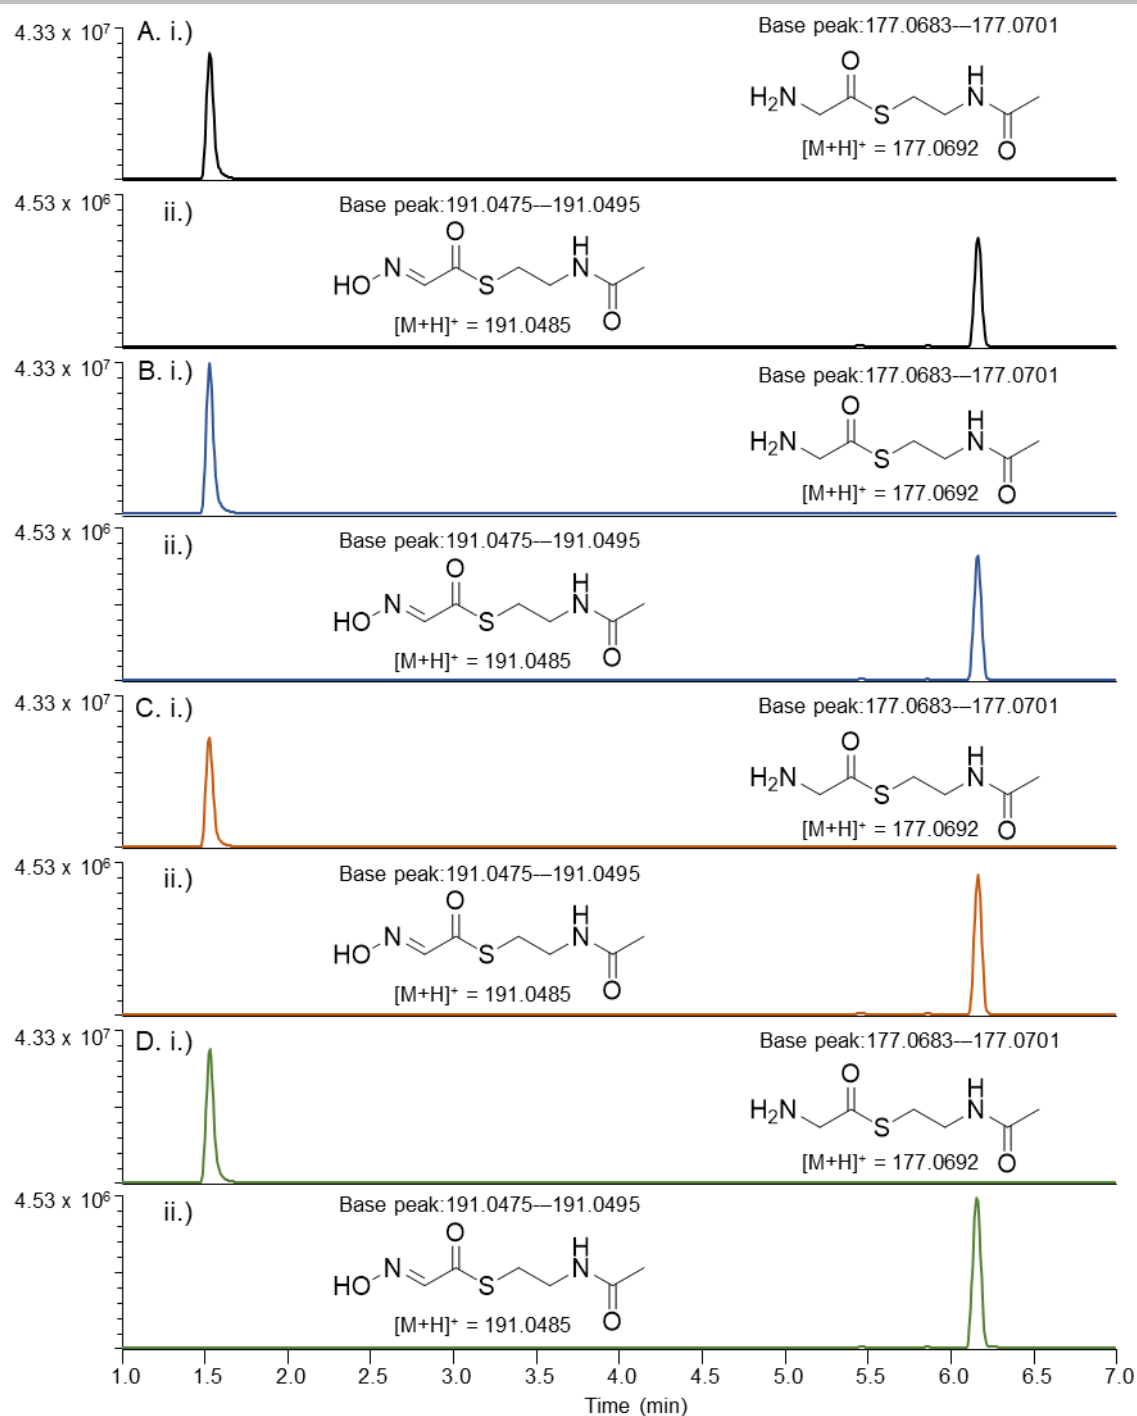 4.33 x 10⁷
A. i.)
Base peak:177.0683–-177.0701
O
H₂N
S
H
N
O
[M+H]⁺ = 177.0692
4.53 x 10⁶
ii.)
Base peak:191.0475–-191.0495
O
HO
N
S
H
N
O
[M+H]⁺ = 191.0485
4.33 x 10⁷
B. i.)
Base peak:177.0683–-177.0701
O
H₂N
S
H
N
O
[M+H]⁺ = 177.0692
4.53 x 10⁶
ii.)
Base peak:191.0475–-191.0495
O
HO
N
S
H
N
O
[M+H]⁺ = 191.0485
4.33 x 10⁷
C. i.)
Base peak:177.0683–-177.0701
O
H₂N
S
H
N
O
[M+H]⁺ = 177.0692
4.53 x 10⁶
ii.)
Base peak:191.0475–-191.0495
O
HO
N
S
H
N
O
[M+H]⁺ = 191.0485
4.33 x 10⁷
D. i.)
Base peak:177.0683–-177.0701
O
H₂N
S
H
N
O
[M+H]⁺ = 177.0692
4.53 x 10⁶
ii.)
Base peak:191.0475–-191.0495
O
HO
N
S
H
N
O
[M+H]⁺ = 191.0485
1.0 1.5 2.0 2.5 3.0 3.5 4.0 4.5 5.0 5.5 6.0 6.5 7.0
Time (min)